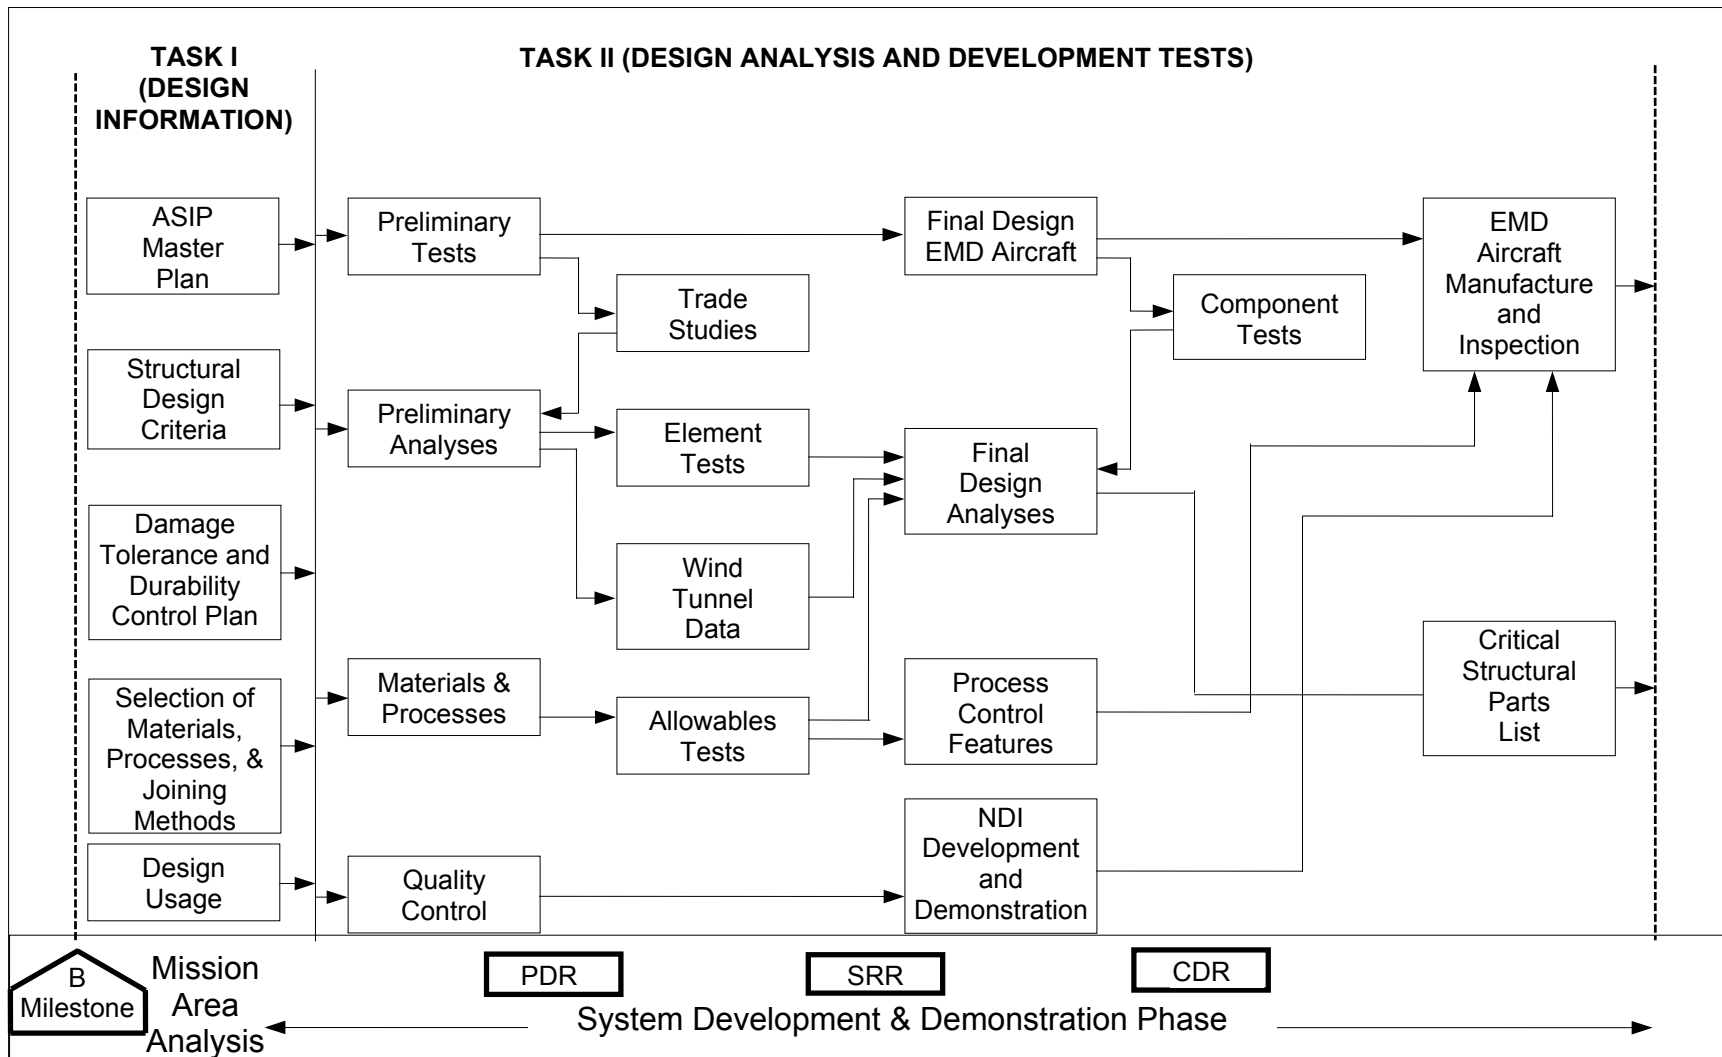 TASK I
(DESIGN
INFORMATION)
TASK II (DESIGN ANALYSIS AND DEVELOPMENT TESTS)
ASIP
Master
Plan
Structural
Design
Criteria
Damage
Tolerance and
Durability
Control Plan
Selection of
Materials,
Processes, &
Joining
Methods
Design
Usage
Preliminary
Tests
Preliminary
Analyses
Materials &
Processes
Quality
Control
Trade
Studies
Element
Tests
Wind
Tunnel
Data
Allowables
Tests
Final Design
EMD Aircraft
Final
Design
Analyses
Process
Control
Features
NDI
Development
and
Demonstration
Component
Tests
EMD
Aircraft
Manufacture
and
Inspection
Critical
Structural
Parts
List
B
Milestone
Mission
Area
Analysis
PDR
SRR
CDR
System Development & Demonstration Phase